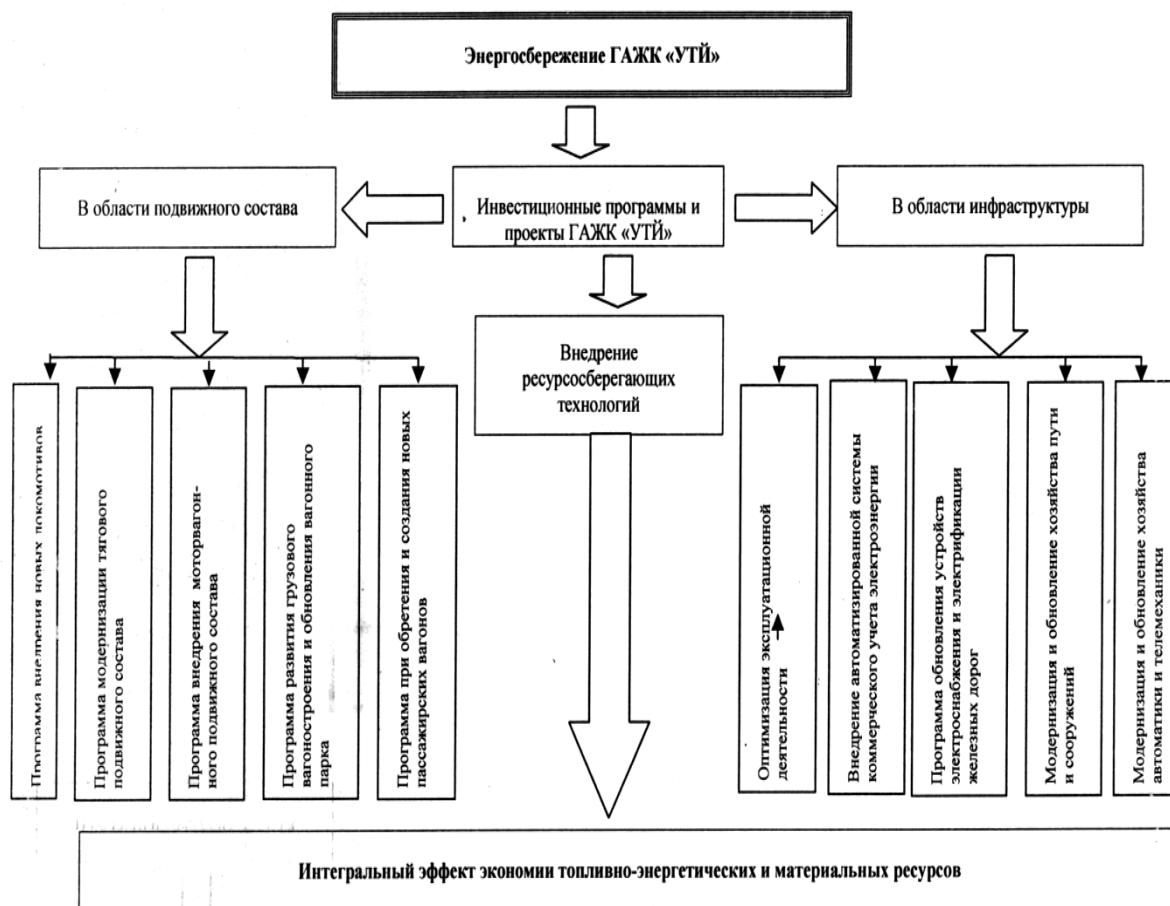 Энергосбережение ГАЖК «УТЙ»
В области подвижного состава
Инвестиционные программы и
проекты ГАЖК «УТЙ»
В области инфраструктуры
Внедрение
ресурсосберегающих
технологий
Программа внедрения новых локомотивов
Программа модернизации тягового
подвижного состава
Программа внедрения моторвагон-
ного подвижного состава
Программа развития грузового
вагоностроения и обновления вагонного
парка
Программа при обретения и создания новых
пассажирских вагонов
Оптимизация эксплуатационной
деятельности
Внедрение автоматизированной системы
коммерческого учета электроэнергии
Программа обновления устройств
электроснабжения и электрификации
железных дорог
Модернизация и обновление хозяйства пути
и сооружений
Модернизация и обновление хозяйства
автоматики и телемеханики
Интегральный эффект экономии топливно-энергетических и материальных ресурсов